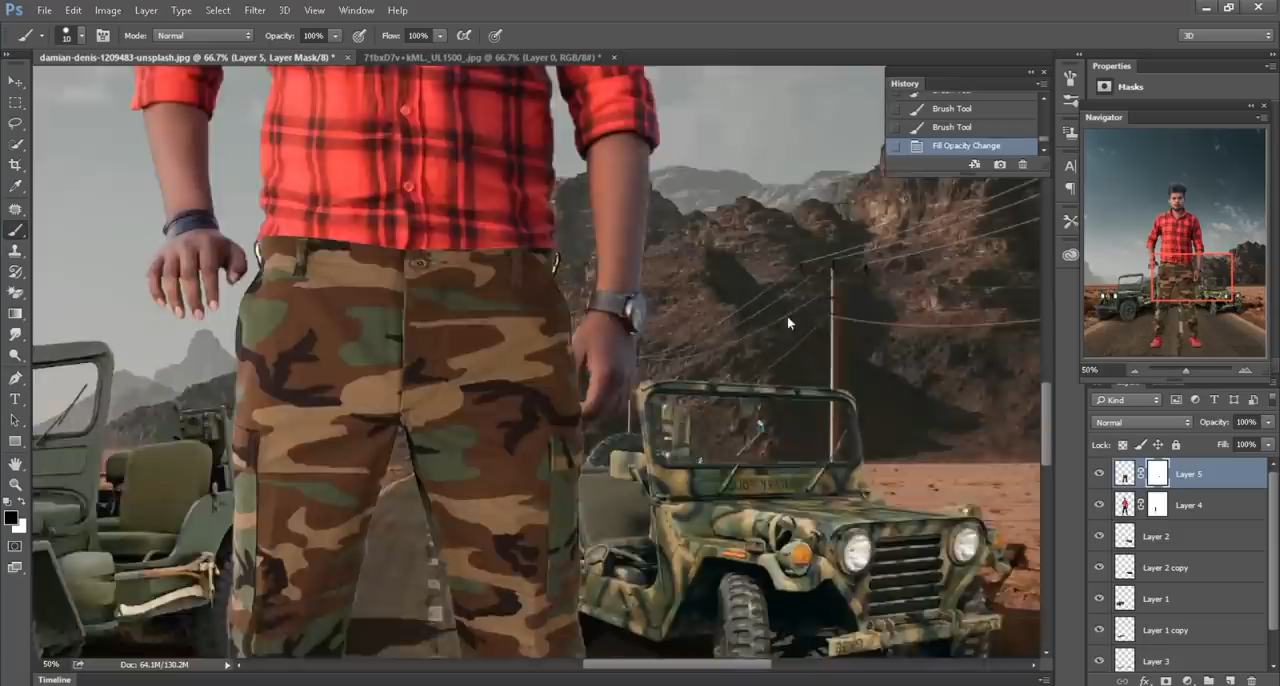 Ps File Edit Image Layer Type Select Filter 3D View Window Help
10 Mode: Normal Opacity: 100% Flow: 100% 3D
damian-denis-1209483-unsplash.jpg @ 66.7% (Layer 5, Layer Mask/8) * × 71bxD7v+kML._UL1500_.jpg @ 66.7% (Layer 0, RGB/8#) * ×
History
Brush Tool
Brush Tool
Fill Opacity Change
Properties
Masks
Navigator
50%
Kind
Normal Opacity: 100%
Lock: Fill: 100%
Layer 5
Layer 4
Layer 2
Layer 2 copy
Layer 1
Layer 1 copy
Layer 3
50% Doc: 64.1M/130.2M
Timeline